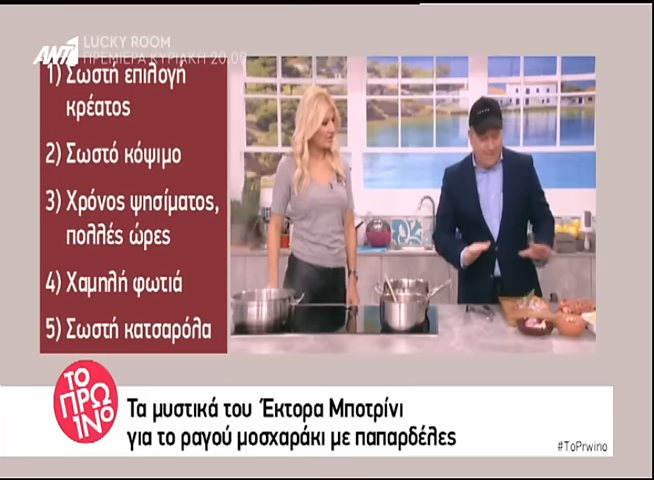 ANT1
LUCKY ROOM
ΠΡΕΜΙΕΡΑ ΚΥΡΙΑΚΗ 20.00
1) Σωστή επιλογή
κρέατος
2) Σωστό κόψιμο
3) Χρόνος ψησίματος,
πολλές ώρες
4) Χαμηλή φωτιά
5) Σωστή κατσαρόλα
ΤΟ
ΠΡΩ
ΙΝΟ
Τα μυστικά του Έκτορα Μποτρίνι
για το ραγού μοσχαράκι με παπαρδέλες
#ToPrwino